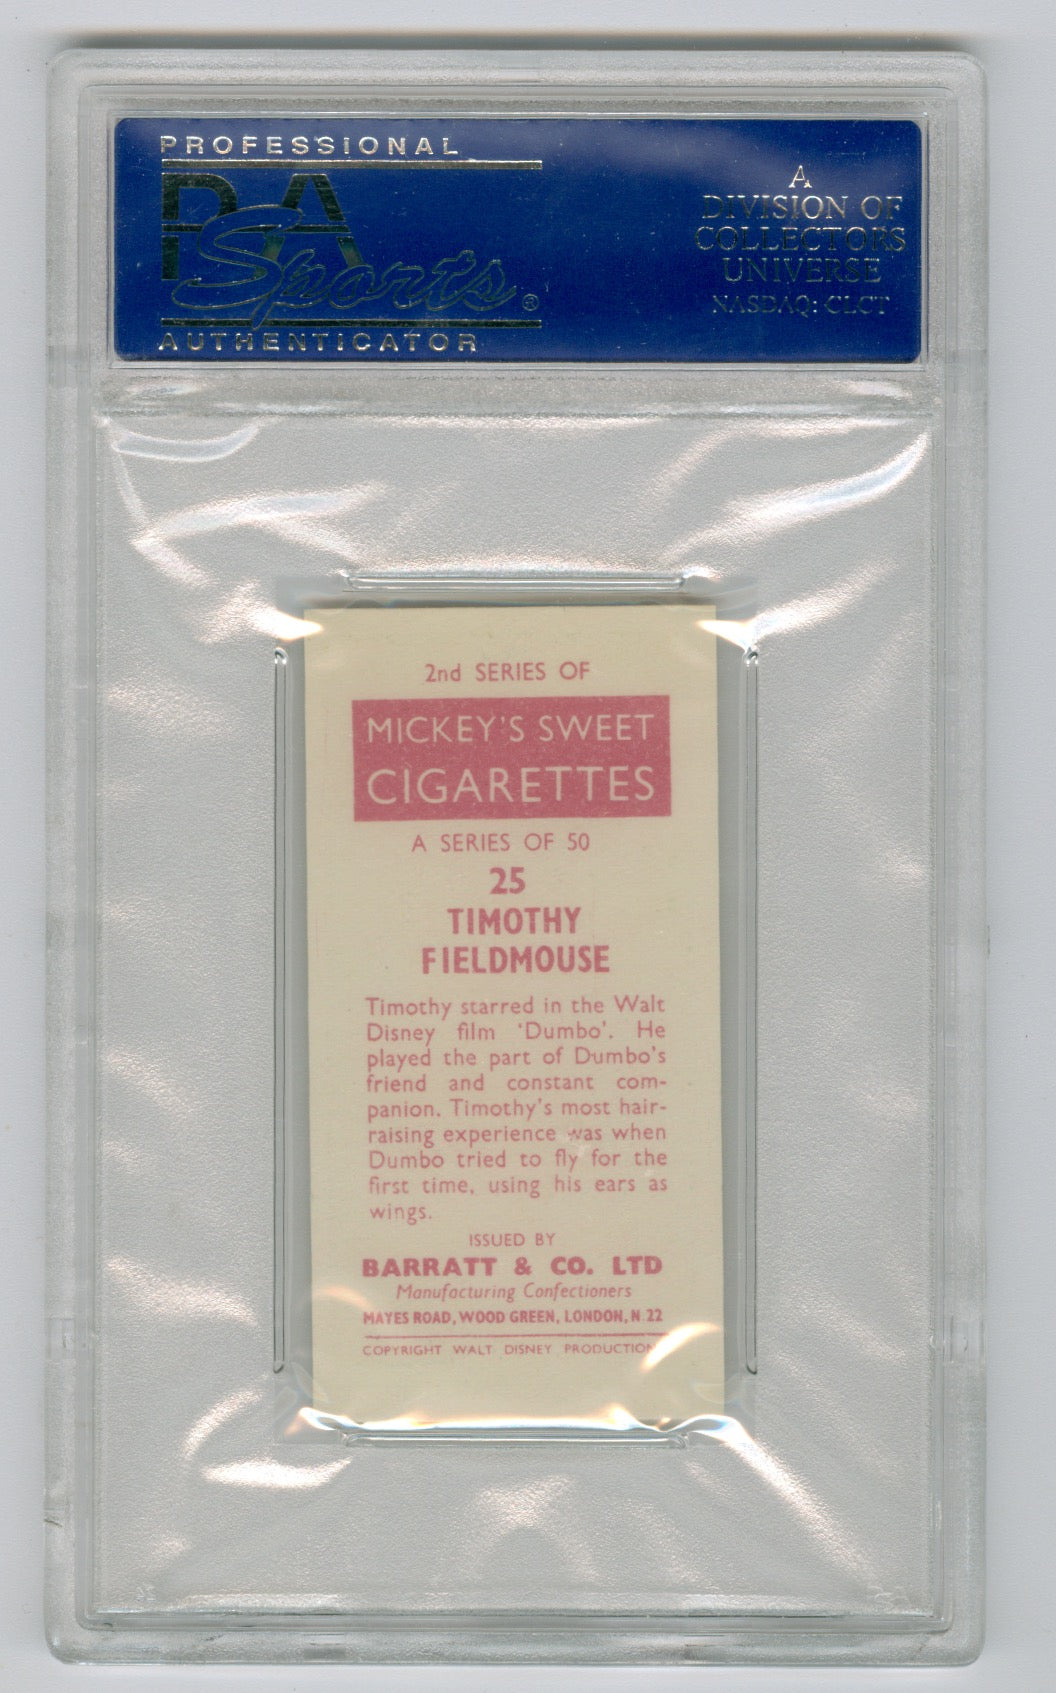 PROFESSIONAL
PSA
Sports®
AUTHENTICATOR
A
DIVISION OF
COLLECTORS
UNIVERSE
NASDAQ: CLCT
2nd SERIES OF
MICKEY'S SWEET
CIGARETTES
A SERIES OF 50
25
TIMOTHY
FIELDMOUSE
Timothy starred in the Walt
Disney film 'Dumbo'. He
played the part of Dumbo's
friend and constant com-
panion. Timothy's most hair-
raising experience was when
Dumbo tried to fly for the
first time, using his ears as
wings.
ISSUED BY
BARRATT & CO. LTD
Manufacturing Confectioners
MAYES ROAD, WOOD GREEN, LONDON, N 22
COPYRIGHT WALT DISNEY PRODUCTIONS